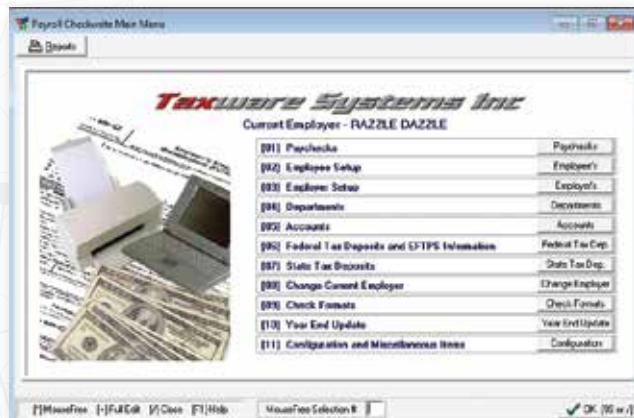 Payroll Checkwrite Main Menu
Reports
Taxware Systems Inc
Current Employer - RAZZLE DAZZLE
[01] Paychecks Paychecks
[02] Employee Setup Employee's
[03] Employer Setup Employer's
[04] Departments Departments
[05] Accounts Accounts
[06] Federal Tax Deposits and EFTPS Information Federal Tax Dep.
[07] State Tax Deposits State Tax Dep.
[08] Change Current Employer Change Employer
[09] Check Formats Check Formats
[10] Year End Update Year End Update
[11] Configuration and Miscellaneous Items Configuration
[*] MouseFree [+] Full Edit [/] Close [F1] Help MouseFree Selection # OK